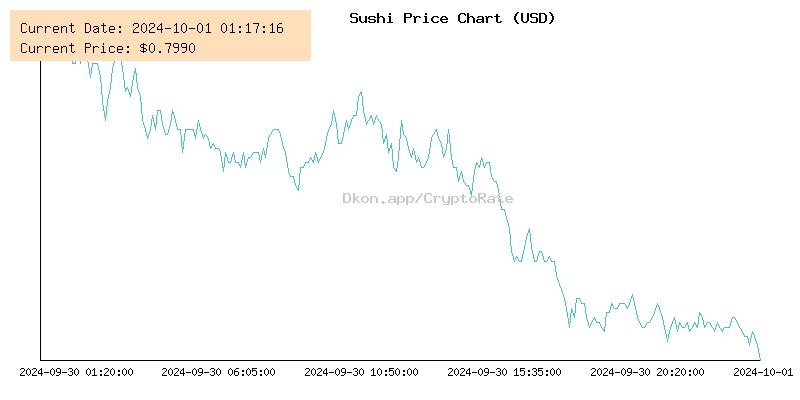 Sushi Price Chart (USD)
Current Date: 2024-10-01 01:17:16
Current Price: $0.7990
Dkon.app/CryptoRate
2024-09-30 01:20:00 2024-09-30 06:05:00 2024-09-30 10:50:00 2024-09-30 15:35:00 2024-09-30 20:20:00 2024-10-01